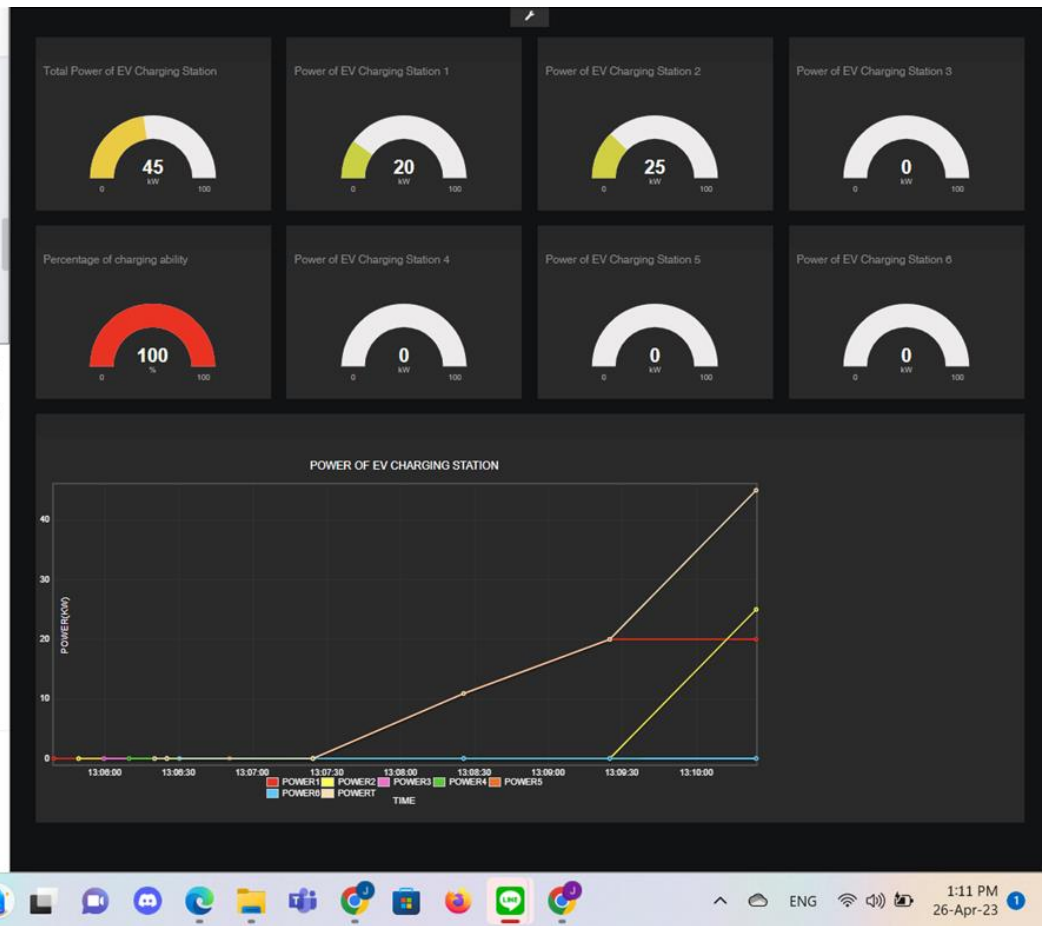 Total Power of EV Charging Station
45
kW
0 100
Power of EV Charging Station 1
20
kW
0 100
Power of EV Charging Station 2
25
kW
0 100
Power of EV Charging Station 3
0
kW
0 100
Percentage of charging ability
100
%
0 100
Power of EV Charging Station 4
0
kW
0 100
Power of EV Charging Station 5
0
kW
0 100
Power of EV Charging Station 6
0
kW
0 100
POWER OF EV CHARGING STATION
40
30
20
10
0
POWER(KW)
13:06:00 13:06:30 13:07:00 13:07:30 13:08:00 13:08:30 13:09:00 13:09:30 13:10:00
POWER1 POWER2 POWER3 POWER4 POWER5
POWER6 POWERT
TIME
J
LINE
J
ENG
1:11 PM
26-Apr-23
1